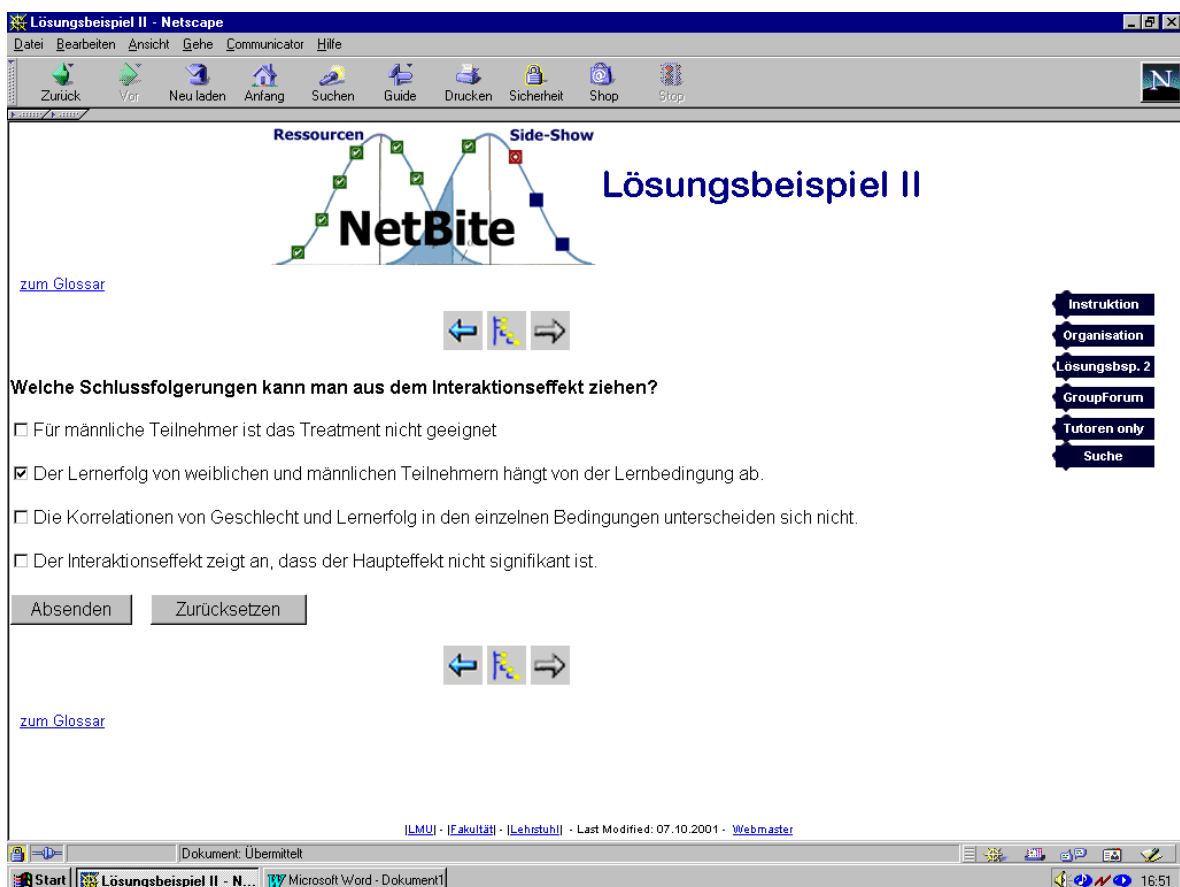 Lösungsbeispiel II - Netscape
Datei Bearbeiten Ansicht Gehe Communicator Hilfe
Zurück Vor Neu laden Anfang Suchen Guide Drucken Sicherheit Shop Stop
N
Ressourcen Side-Show
NetBite
Lösungsbeispiel II
zum Glossar
Instruktion
Organisation
Lösungsbsp. 2
GroupForum
Tutoren only
Suche
Welche Schlussfolgerungen kann man aus dem Interaktionseffekt ziehen?
Für männliche Teilnehmer ist das Treatment nicht geeignet
Der Lernerfolg von weiblichen und männlichen Teilnehmern hängt von der Lernbedingung ab.
Die Korrelationen von Geschlecht und Lernerfolg in den einzelnen Bedingungen unterscheiden sich nicht.
Der Interaktionseffekt zeigt an, dass der Haupteffekt nicht signifikant ist.
Absenden Zurücksetzen
zum Glossar
|LMU| - |Fakultät| - |Lehrstuhl| - Last Modified: 07.10.2001 - Webmaster
Dokument: Übermittelt
Start Lösungsbeispiel II - N... Microsoft Word - Dokument1 16:51